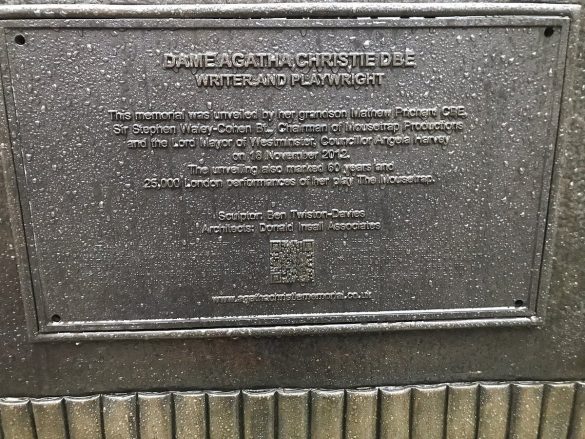 DAME AGATHA CHRISTIE DBE
WRITER AND PLAYWRIGHT
This memorial was unveiled by her grandson Mathew Prichard CBE,
Sir Stephen Waley-Cohen Bt., Chairman of Mousetrap Productions
and the Lord Mayor of Westminster, Councillor Angela Harvey
on 18 November 2012.
The unveiling also marked 60 years and
25,000 London performances of her play The Mousetrap.
Sculptor: Ben Twiston-Davies
Architects: Donald Insall Associates
www.agathachristiememorial.co.uk